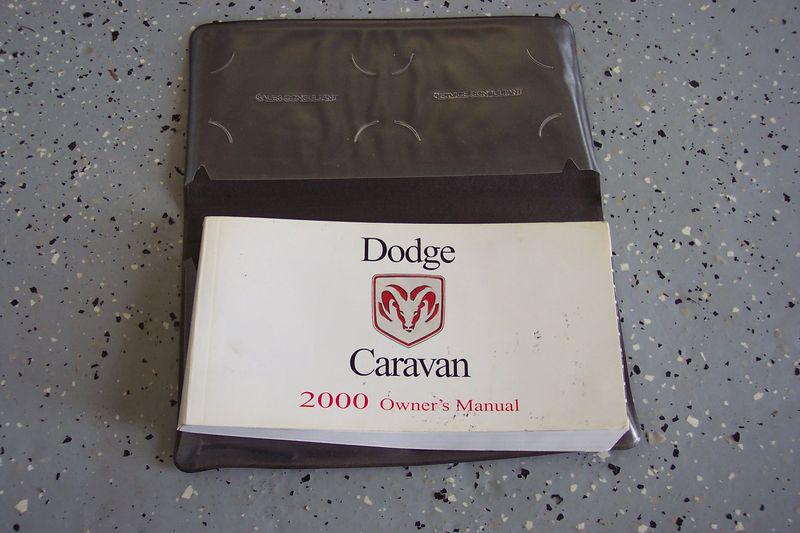 SALES CONSULTANT
SERVICE CONSULTANT
Dodge
Caravan
2000 Owner's Manual